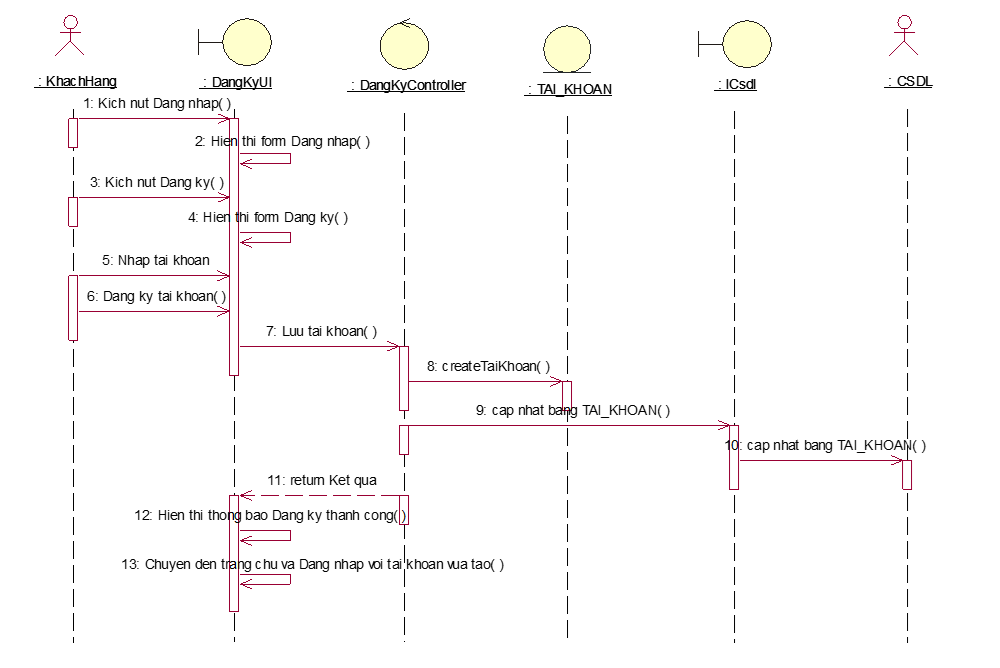 : KhachHang
: DangKyUI
: DangKyController
: TAI_KHOAN
: ICsdl
: CSDL
1: Kich nut Dang nhap( )
2: Hien thi form Dang nhap( )
3: Kich nut Dang ky( )
4: Hien thi form Dang ky( )
5: Nhap tai khoan
6: Dang ky tai khoan( )
7: Luu tai khoan( )
8: createTaiKhoan( )
9: cap nhat bang TAI_KHOAN( )
10: cap nhat bang TAI_KHOAN( )
11: return Ket qua
12: Hien thi thong bao Dang ky thanh cong( )
13: Chuyen den trang chu va Dang nhap voi tai khoan vua tao( )